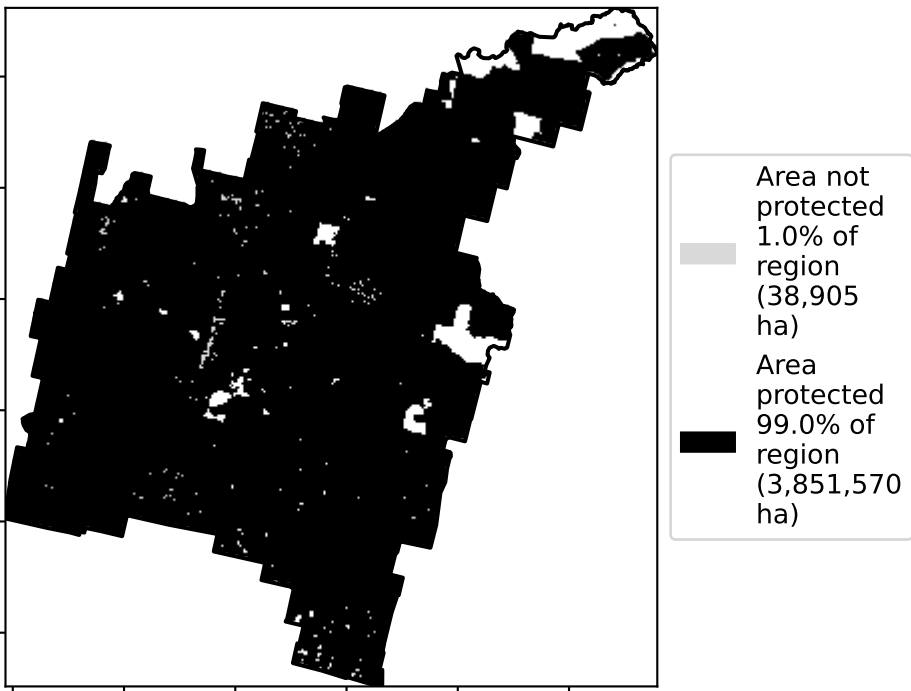 Area not
protected
1.0% of
region
(38,905
ha)
Area
protected
99.0% of
region
(3,851,570
ha)